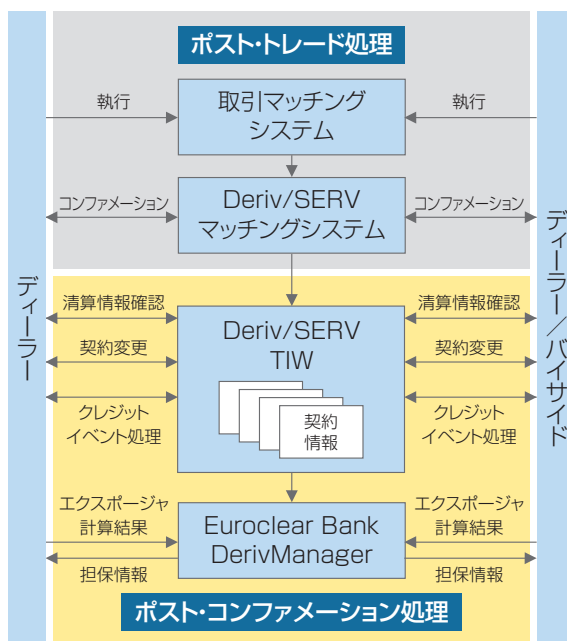 ポスト・トレード処理
執行
取引マッチング
システム
執行
コンファメーション
Deriv/SERV
マッチングシステム
コンファメーション
ディーラー
ディーラー/バイサイド
清算情報確認
契約変更
クレジット
イベント処理
Deriv/SERV
TIW
契約
情報
清算情報確認
契約変更
クレジット
イベント処理
エクスポージャ
計算結果
担保情報
Euroclear Bank
DerivManager
エクスポージャ
計算結果
担保情報
ポスト・コンファメーション処理